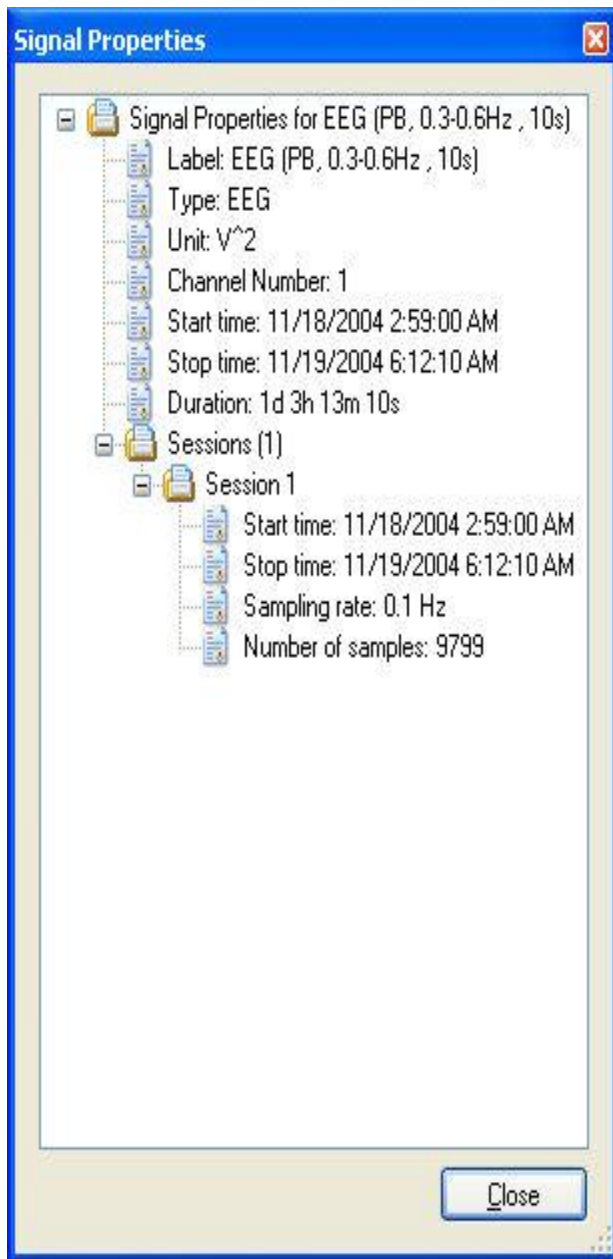 Signal Properties
Signal Properties for EEG (PB, 0.3-0.6Hz , 10s)
Label: EEG (PB, 0.3-0.6Hz , 10s)
Type: EEG
Unit: V^2
Channel Number: 1
Start time: 11/18/2004 2:59:00 AM
Stop time: 11/19/2004 6:12:10 AM
Duration: 1d 3h 13m 10s
Sessions (1)
Session 1
Start time: 11/18/2004 2:59:00 AM
Stop time: 11/19/2004 6:12:10 AM
Sampling rate: 0.1 Hz
Number of samples: 9799
Close